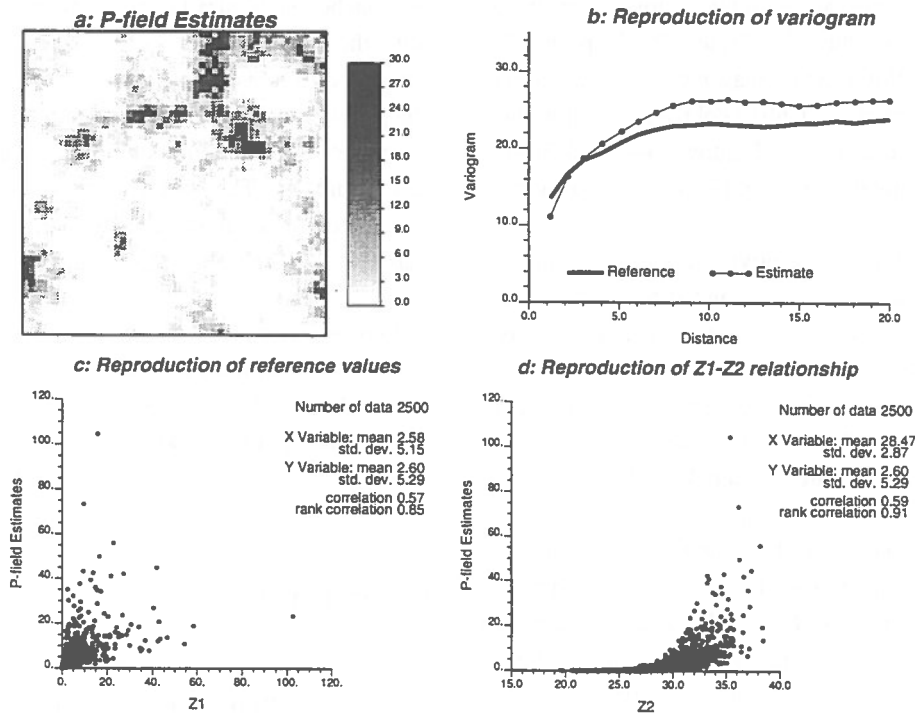 a: P-field Estimates
30.0
27.0
24.0
21.0
18.0
15.0
12.0
9.0
6.0
3.0
0.0
b: Reproduction of variogram
Variogram
30.0
20.0
10.0
0.0
0.0
5.0
10.0
15.0
20.0
Distance
Reference
Estimate
c: Reproduction of reference values
P-field Estimates
120.
100.
80.
60.
40.
20.
0.
0.
20.
40.
60.
80.
100.
120.
Z1
Number of data 2500
X Variable: mean 2.58
std. dev. 5.15
Y Variable: mean 2.60
std. dev. 5.29
correlation 0.57
rank correlation 0.85
d: Reproduction of Z1-Z2 relationship
P-field Estimates
120.
100.
80.
60.
40.
20.
0.
15.0
20.0
25.0
30.0
35.0
40.0
Z2
Number of data 2500
X Variable: mean 28.47
std. dev. 2.87
Y Variable: mean 2.60
std. dev. 5.29
correlation 0.59
rank correlation 0.91